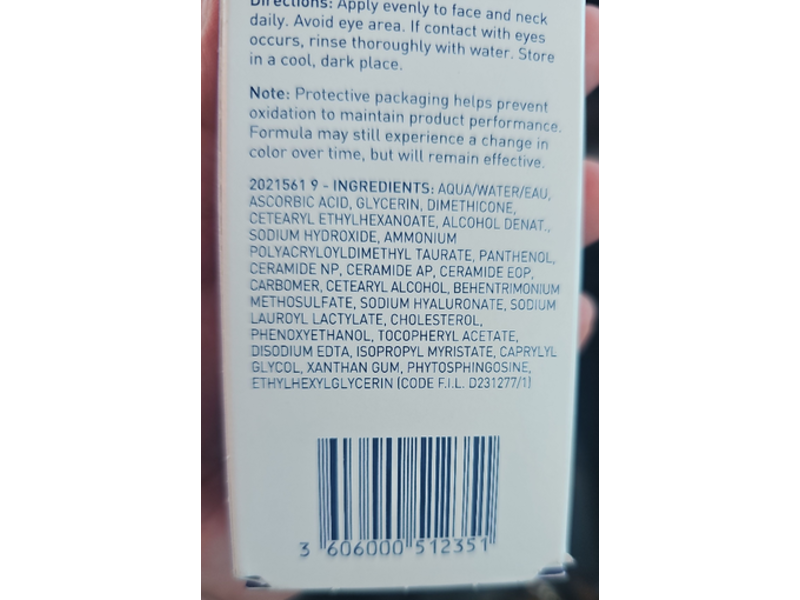 Directions: Apply evenly to face and neck
daily. Avoid eye area. If contact with eyes
occurs, rinse thoroughly with water. Store
in a cool, dark place.
Note: Protective packaging helps prevent
oxidation to maintain product performance.
Formula may still experience a change in
color over time, but will remain effective.
2021561 9 - INGREDIENTS: AQUA/WATER/EAU,
ASCORBIC ACID, GLYCERIN, DIMETHICONE,
CETEARYL ETHYLHEXANOATE, ALCOHOL DENAT.,
SODIUM HYDROXIDE, AMMONIUM
POLYACRYLOYLDIMETHYL TAURATE, PANTHENOL,
CERAMIDE NP, CERAMIDE AP, CERAMIDE EOP,
CARBOMER, CETEARYL ALCOHOL, BEHENTRIMONIUM
METHOSULFATE, SODIUM HYALURONATE, SODIUM
LAUROYL LACTYLATE, CHOLESTEROL,
PHENOXYETHANOL, TOCOPHERYL ACETATE,
DISODIUM EDTA, ISOPROPYL MYRISTATE, CAPRYLYL
GLYCOL, XANTHAN GUM, PHYTOSPHINGOSINE,
ETHYLHEXYLGLYCERIN (CODE F.I.L. D231277/1)
3 606000 512351